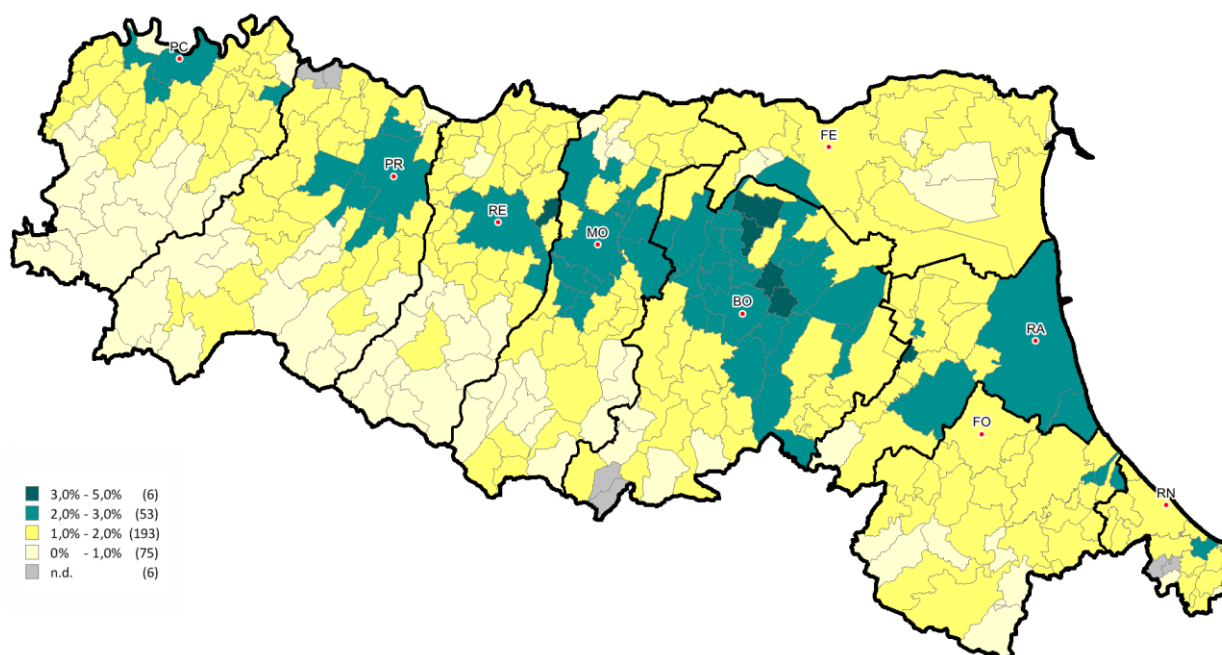 PC
FE
PR
RE
MO
BO
RA
FO
RN
3,0% - 5,0% (6)
2,0% - 3,0% (53)
1,0% - 2,0% (193)
0% - 1,0% (75)
n.d. (6)